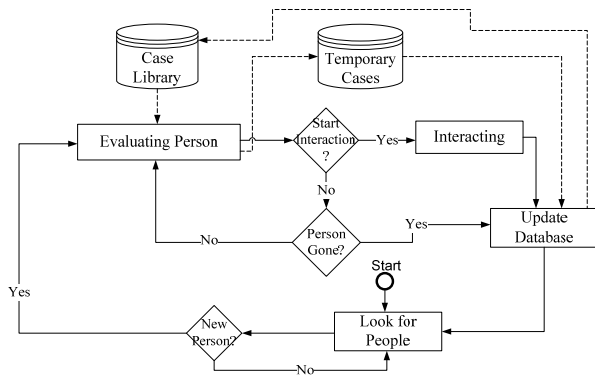 Case
Library
Temporary
Cases
Evaluating Person
Start
Interaction
?
Yes
Interacting
No
Person
Gone?
No
Yes
Update
Database
Start
Yes
New
Person?
Look for
People
No